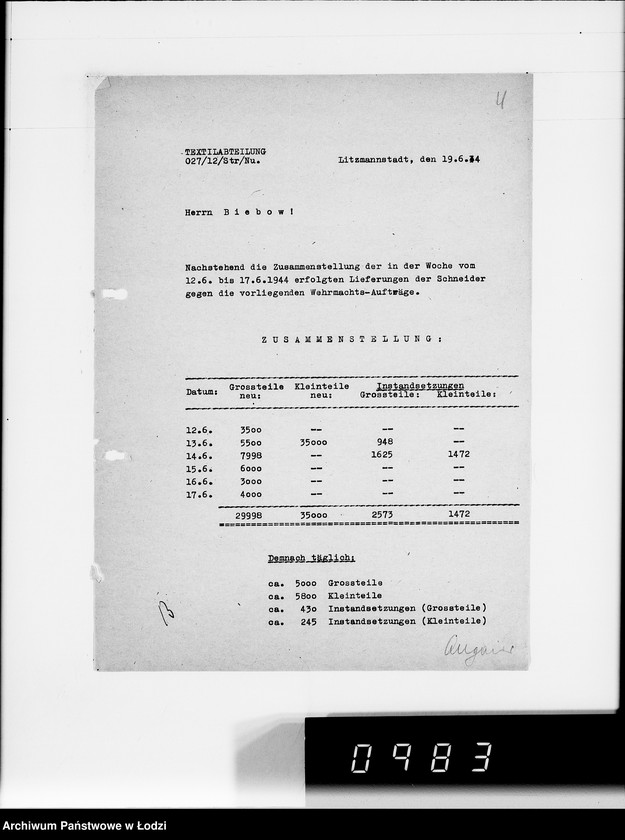 4
TEXTILABTEILUNG
027/12/Str/Nu. Litzmannstadt, den 19.6.44
Herrn B i e b o w !
Nachstehend die Zusammenstellung der in der Woche vom
12.6. bis 17.6.1944 erfolgten Lieferungen der Schneider
gegen die vorliegenden Wehrmachts-Aufträge.
Z U S A M M E N S T E L L U N G :
Datum: Grossteile neu: Kleinteile neu: Instandsetzungen
Grossteile: Kleinteile:
12.6. 3500 -- -- --
13.6. 5500 35000 948 --
14.6. 7998 -- 1625 1472
15.6. 6000 -- -- --
16.6. 3000 -- -- --
17.6. 4000 -- -- --
29998 35000 2573 1472
Demnach täglich:
ca. 5000 Grossteile
ca. 5800 Kleinteile
ca. 430 Instandsetzungen (Grossteile)
ca. 245 Instandsetzungen (Kleinteile)
0983
Archiwum Państwowe w Łodzi